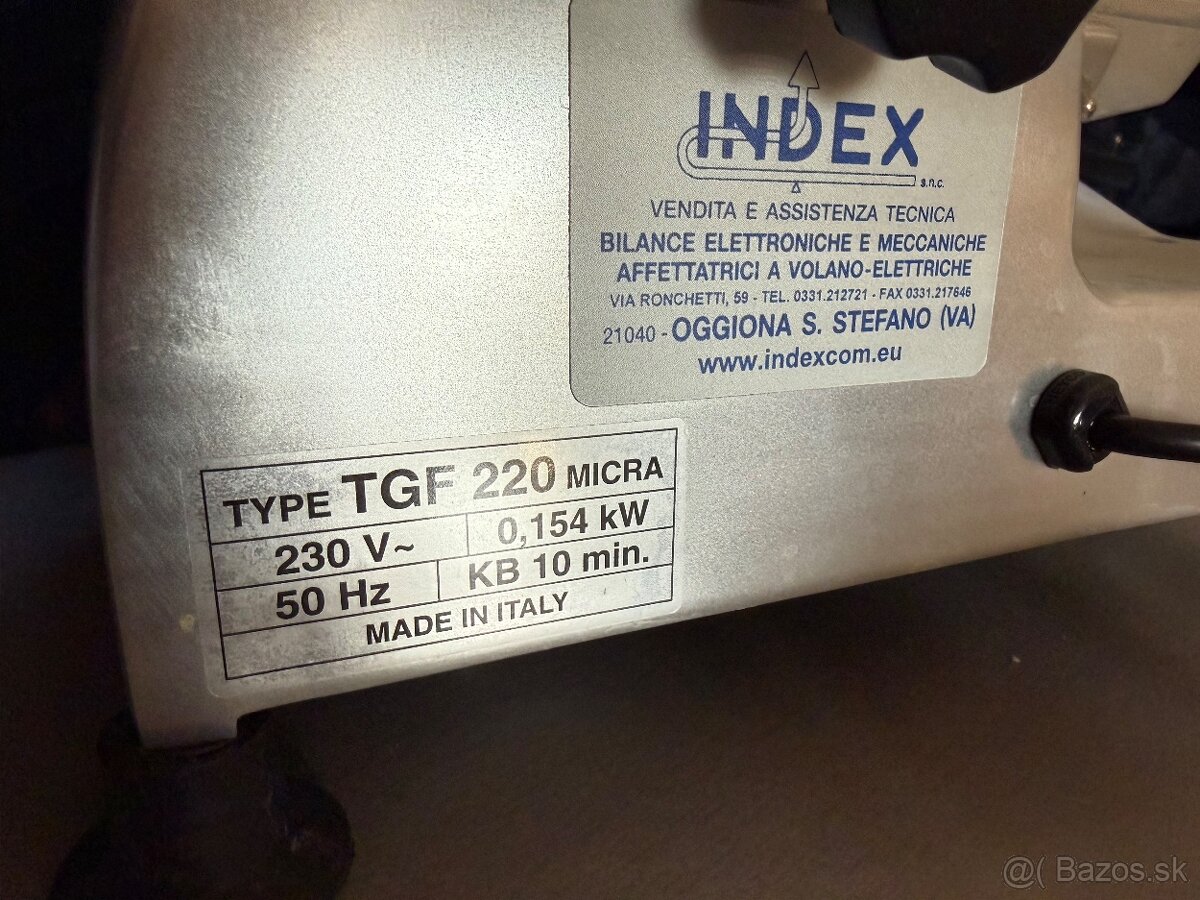 INDEX
s.n.c.
VENDITA E ASSISTENZA TECNICA
BILANCE ELETTRONICHE E MECCANICHE
AFFETTATRICI A VOLANO-ELETTRICHE
VIA RONCHETTI, 59 - TEL. 0331.212721 - FAX 0331.217646
21040 - OGGIONA S. STEFANO (VA)
www.indexcom.eu
TYPE TGF 220 MICRA
230 V~ 0,154 kW
50 Hz KB 10 min.
MADE IN ITALY
@( Bazos.sk